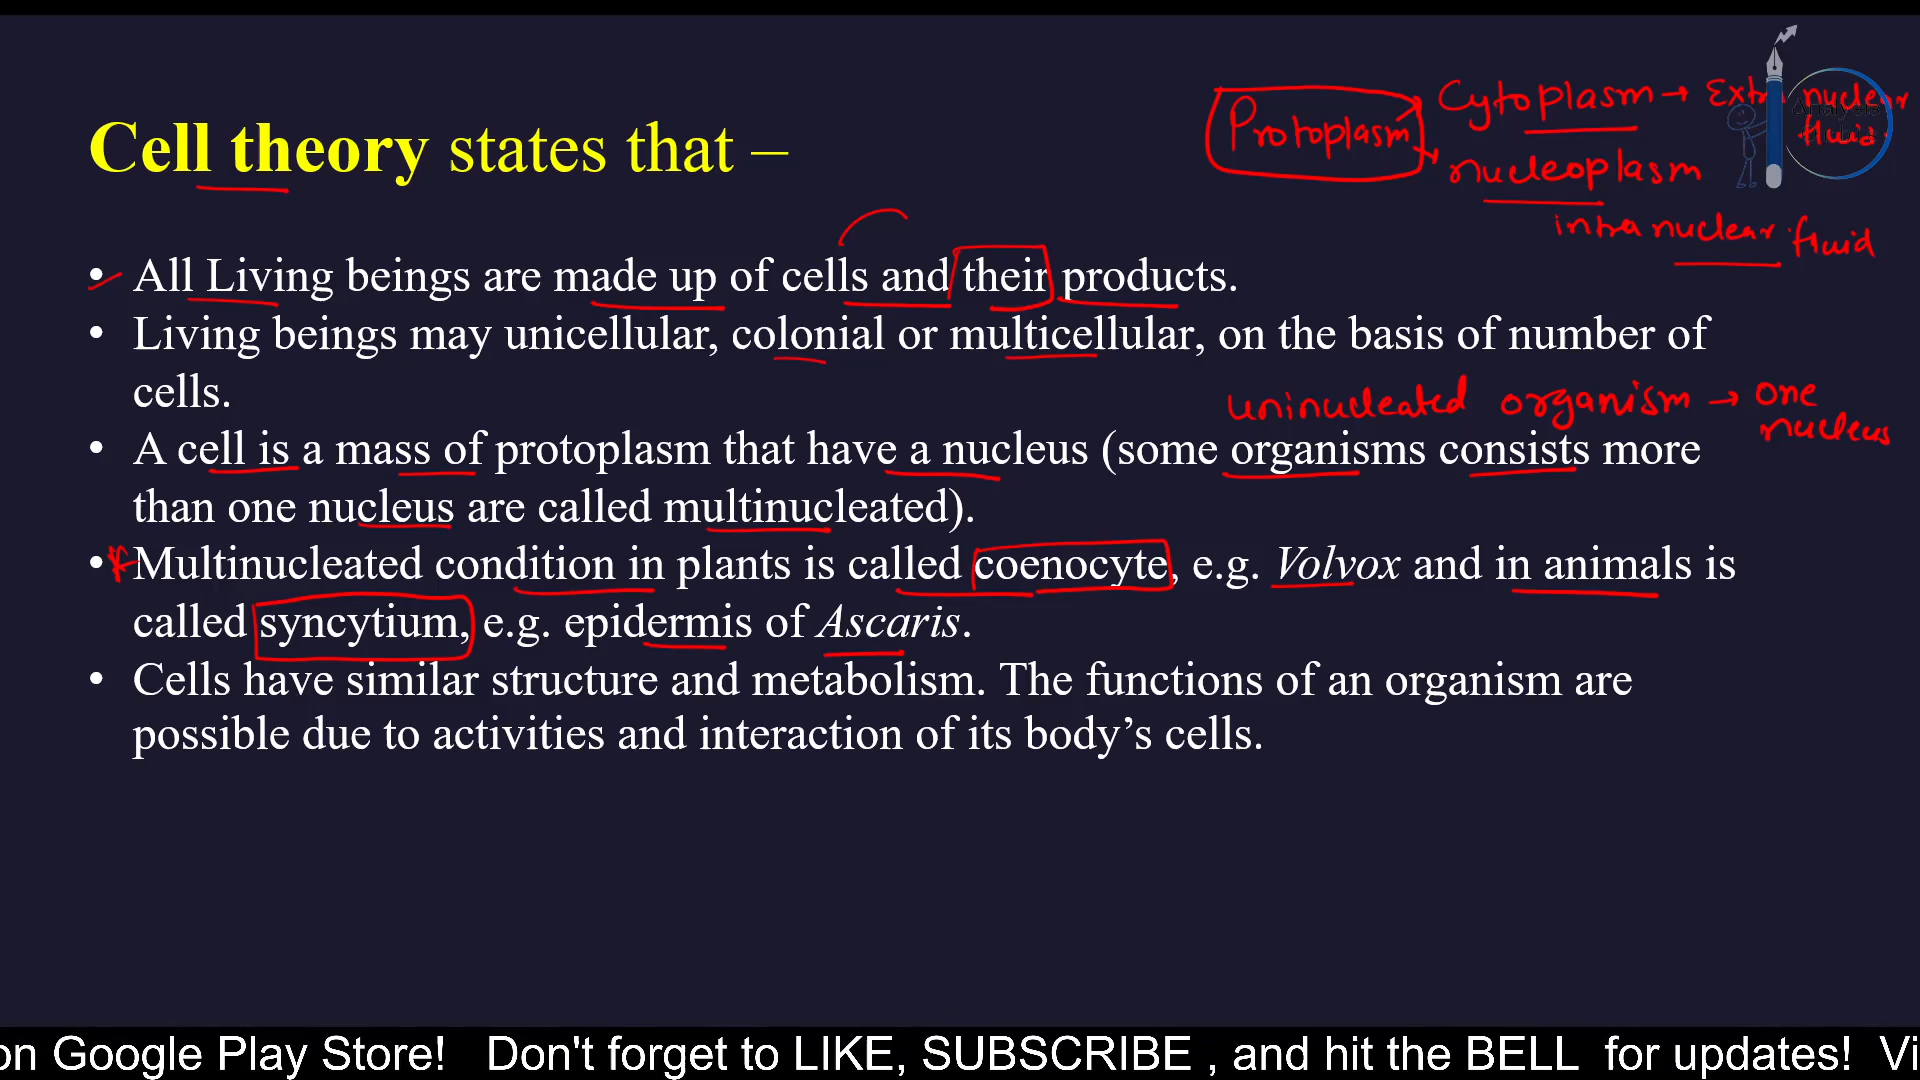 Protoplasm
Cytoplasm → Extra nuclear
fluid
nucleoplasm
intra nuclear fluid
Cell theory states that –
• All Living beings are made up of cells and their products.
• Living beings may unicellular, colonial or multicellular, on the basis of number of
cells.
uninucleated organism → one
nucleus
• A cell is a mass of protoplasm that have a nucleus (some organisms consists more
than one nucleus are called multinucleated).
• Multinucleated condition in plants is called coenocyte, e.g. Volvox and in animals is
called syncytium, e.g. epidermis of Ascaris.
• Cells have similar structure and metabolism. The functions of an organism are
possible due to activities and interaction of its body’s cells.
on Google Play Store! Don't forget to LIKE, SUBSCRIBE , and hit the BELL for updates! Vi